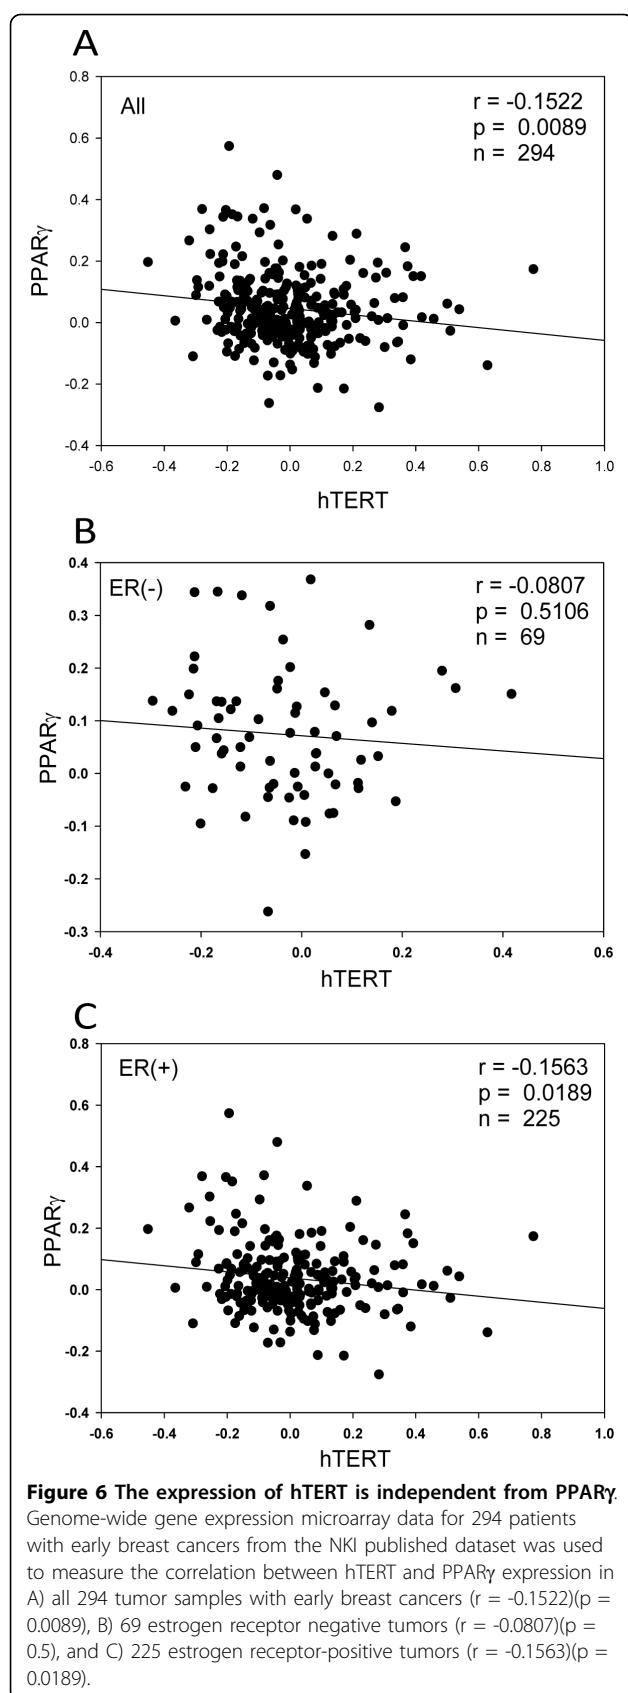 A
All
r = -0.1522
p = 0.0089
n = 294
0.8
0.6
0.4
0.2
0.0
-0.2
-0.4
PPARγ
-0.6 -0.4 -0.2 0.0 0.2 0.4 0.6 0.8 1.0
hTERT
B
ER(-)
r = -0.0807
p = 0.5106
n = 69
0.4
0.3
0.2
0.1
0.0
-0.1
-0.2
-0.3
PPARγ
-0.4 -0.2 0.0 0.2 0.4 0.6
hTERT
C
ER(+)
r = -0.1563
p = 0.0189
n = 225
0.8
0.6
0.4
0.2
0.0
-0.2
-0.4
PPARγ
-0.6 -0.4 -0.2 0.0 0.2 0.4 0.6 0.8 1.0
hTERT
Figure 6 The expression of hTERT is independent from PPARγ.
Genome-wide gene expression microarray data for 294 patients
with early breast cancers from the NKI published dataset was used
to measure the correlation between hTERT and PPARγ expression in
A) all 294 tumor samples with early breast cancers (r = -0.1522)(p =
0.0089), B) 69 estrogen receptor negative tumors (r = -0.0807)(p =
0.5), and C) 225 estrogen receptor-positive tumors (r = -0.1563)(p =
0.0189).